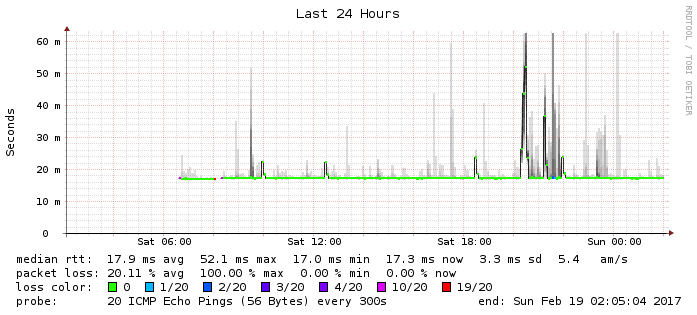 Last 24 Hours
RRDTOOL / TOBI OETIKER
Seconds
60 m
50 m
40 m
30 m
20 m
10 m
0
Sat 06:00 Sat 12:00 Sat 18:00 Sun 00:00
median rtt: 17.9 ms avg 52.1 ms max 17.0 ms min 17.3 ms now 3.3 ms sd 5.4 am/s
packet loss: 20.11 % avg 100.00 % max 0.00 % min 0.00 % now
loss color: 0 1/20 2/20 3/20 4/20 10/20 19/20
probe: 20 ICMP Echo Pings (56 Bytes) every 300s end: Sun Feb 19 02:05:04 2017